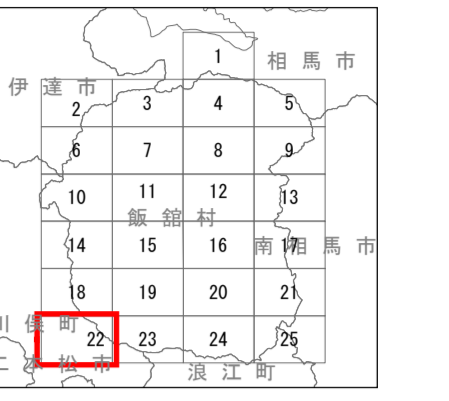 1
相馬市
伊達市
2 3 4 5
6 7 8 9
10 11 12 13
飯舘村
14 15 16 17
南相馬市
18 19 20 21
川俣町
22 23 24 25
二本松市
浪江町